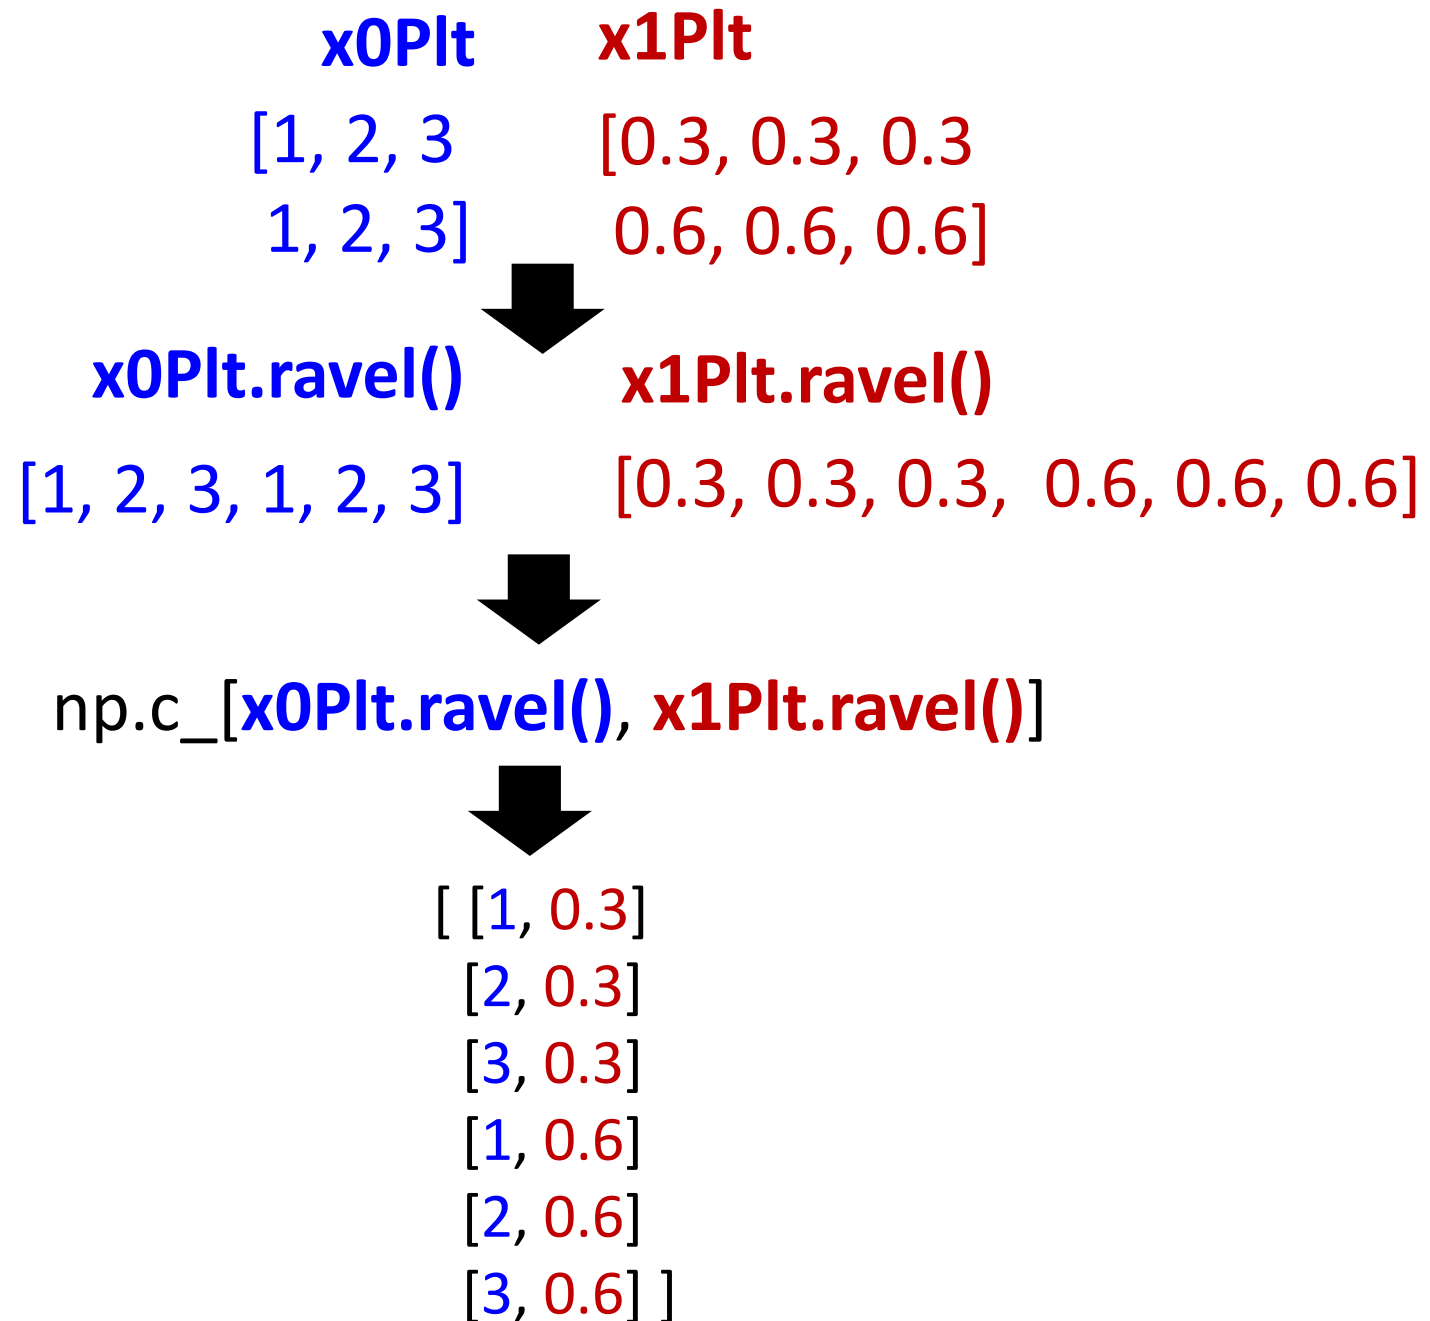 x0Plt x1Plt
[1, 2, 3 [0.3, 0.3, 0.3
1, 2, 3] 0.6, 0.6, 0.6]
x0Plt.ravel() x1Plt.ravel()
[1, 2, 3, 1, 2, 3] [0.3, 0.3, 0.3, 0.6, 0.6, 0.6]
np.c_[x0Plt.ravel(), x1Plt.ravel()]
[ [1, 0.3]
[2, 0.3]
[3, 0.3]
[1, 0.6]
[2, 0.6]
[3, 0.6] ]